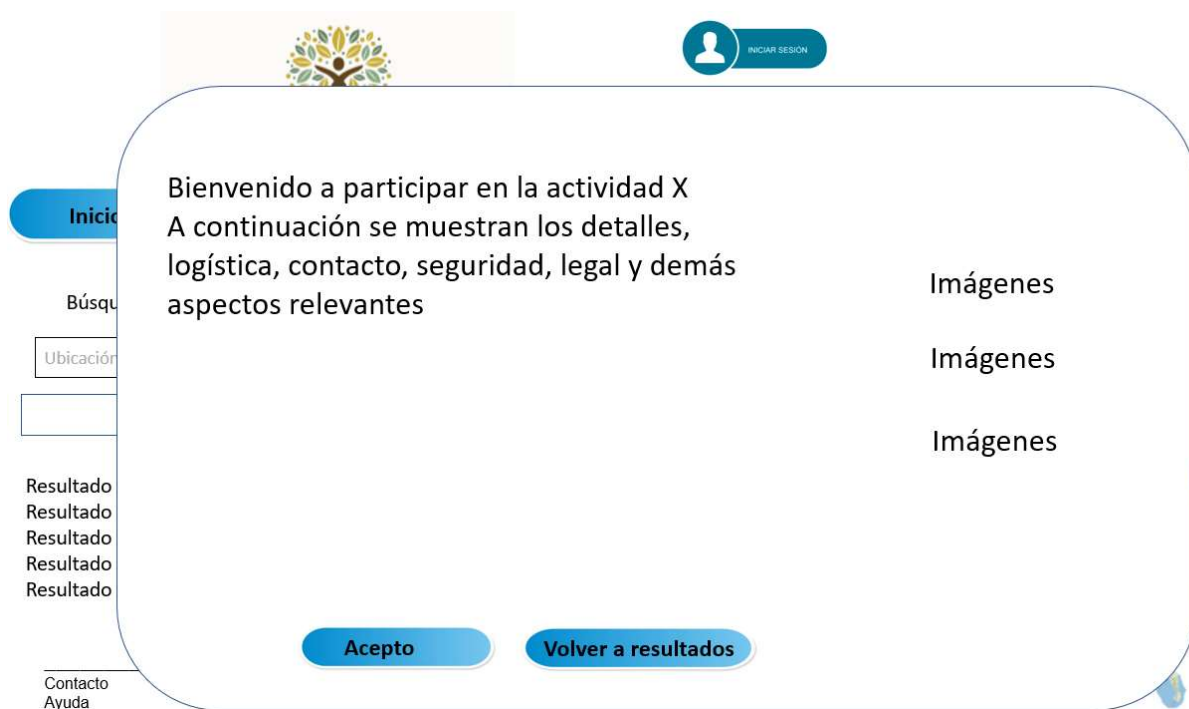 INICIAR SESIÓN
Bienvenido a participar en la actividad X
A continuación se muestran los detalles,
logística, contacto, seguridad, legal y demás
aspectos relevantes
Imágenes
Imágenes
Imágenes
Ubicación
Resultado
Resultado
Resultado
Resultado
Resultado
Acepto
Volver a resultados
Contacto
Ayuda